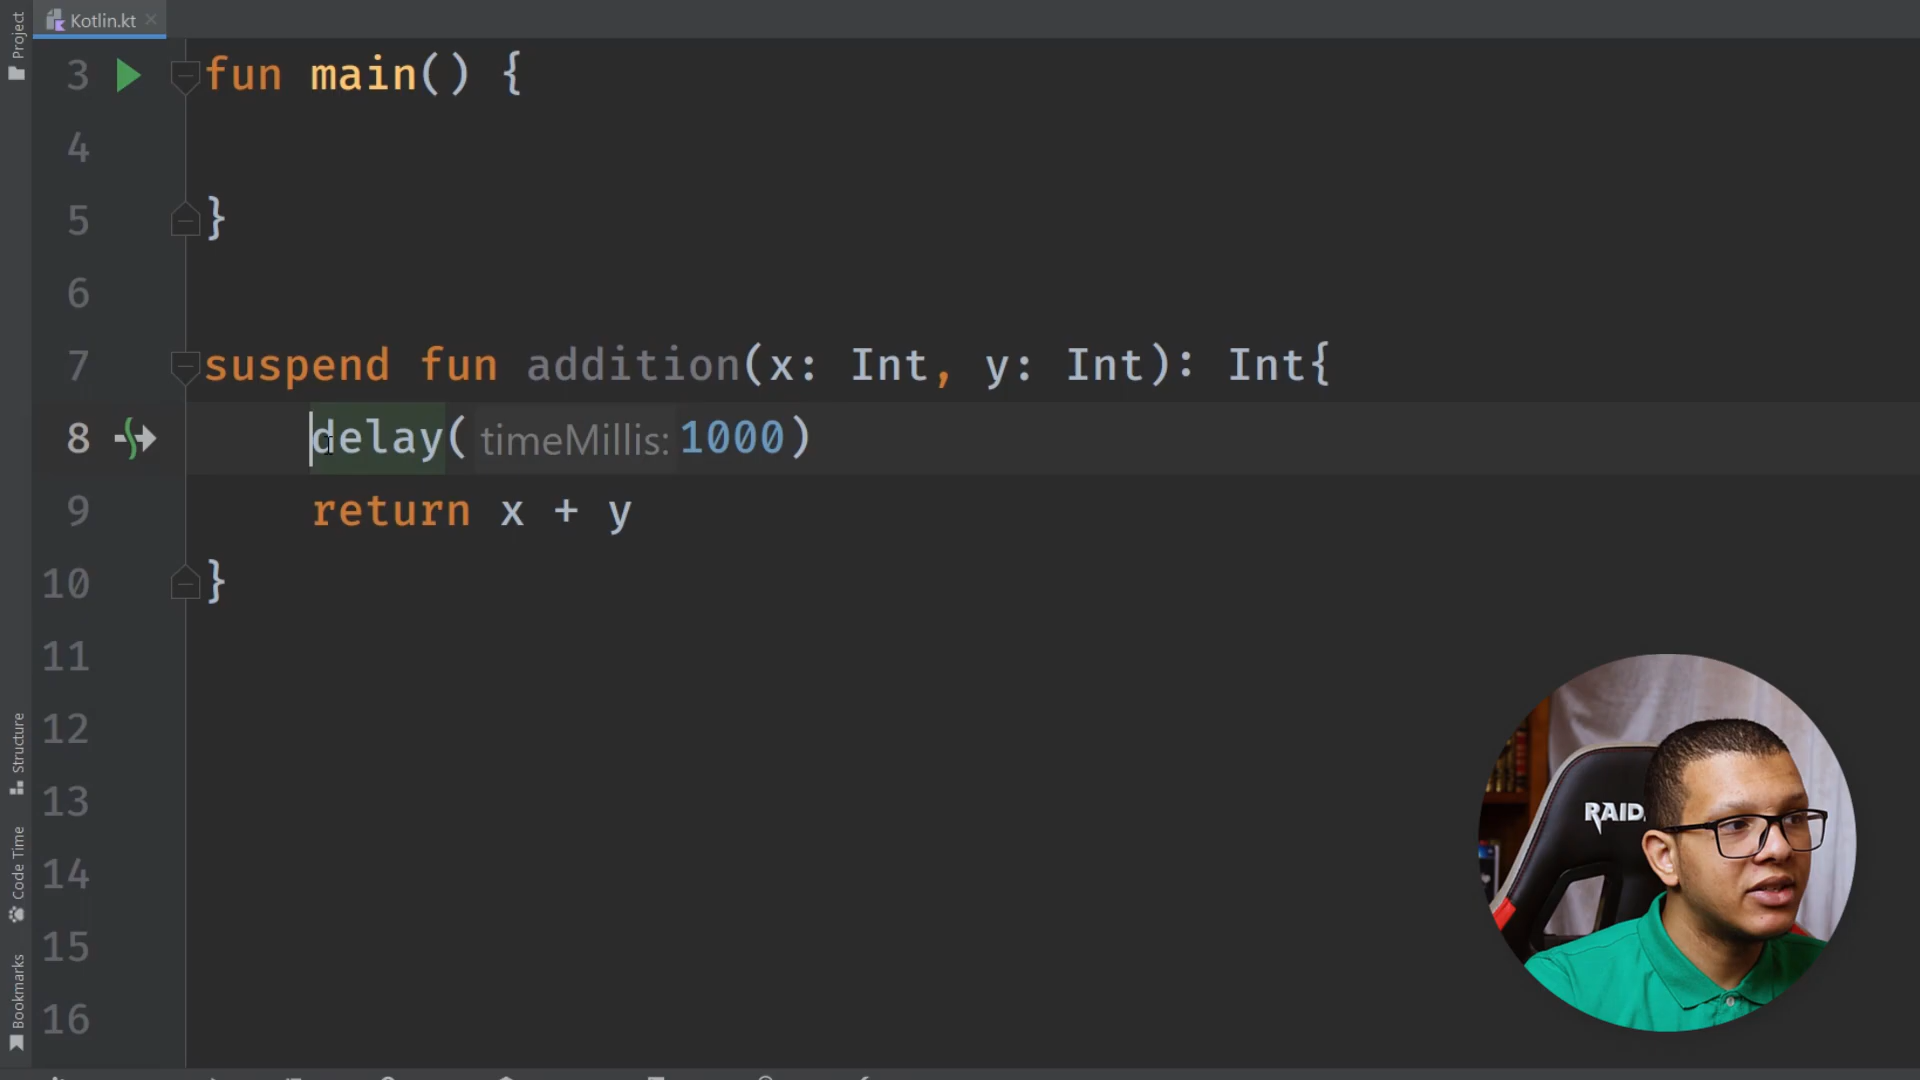 Project
Kotlin.kt
3 fun main() {
4
5 }
6
7 suspend fun addition(x: Int, y: Int): Int{
8 delay( timeMillis: 1000)
9 return x + y
10 }
11
12
13
14
15
16
Structure
Code Time
Bookmarks